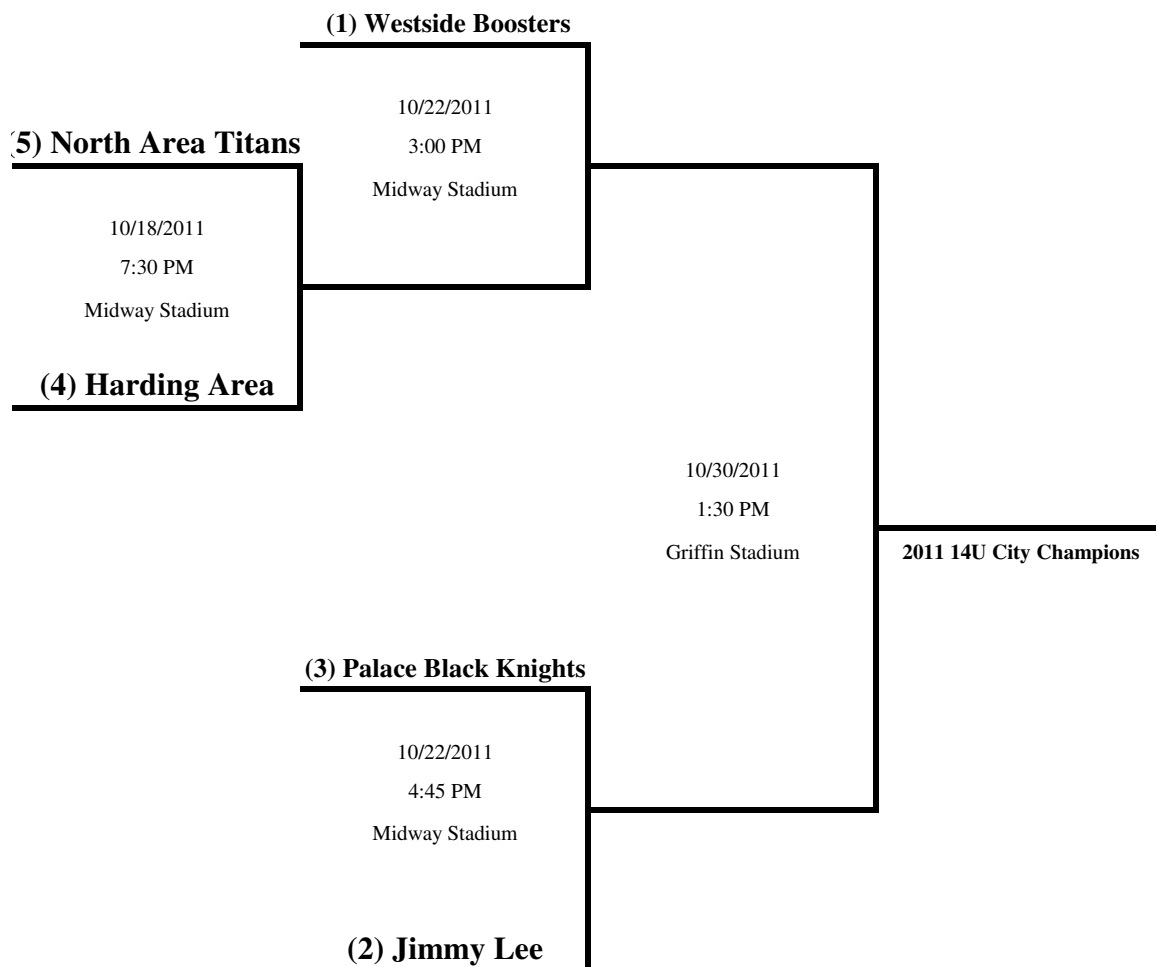 (1) Westside Boosters
10/22/2011
3:00 PM
Midway Stadium
(5) North Area Titans
10/18/2011
7:30 PM
Midway Stadium
(4) Harding Area
10/30/2011
1:30 PM
Griffin Stadium
2011 14U City Champions
(3) Palace Black Knights
10/22/2011
4:45 PM
Midway Stadium
(2) Jimmy Lee